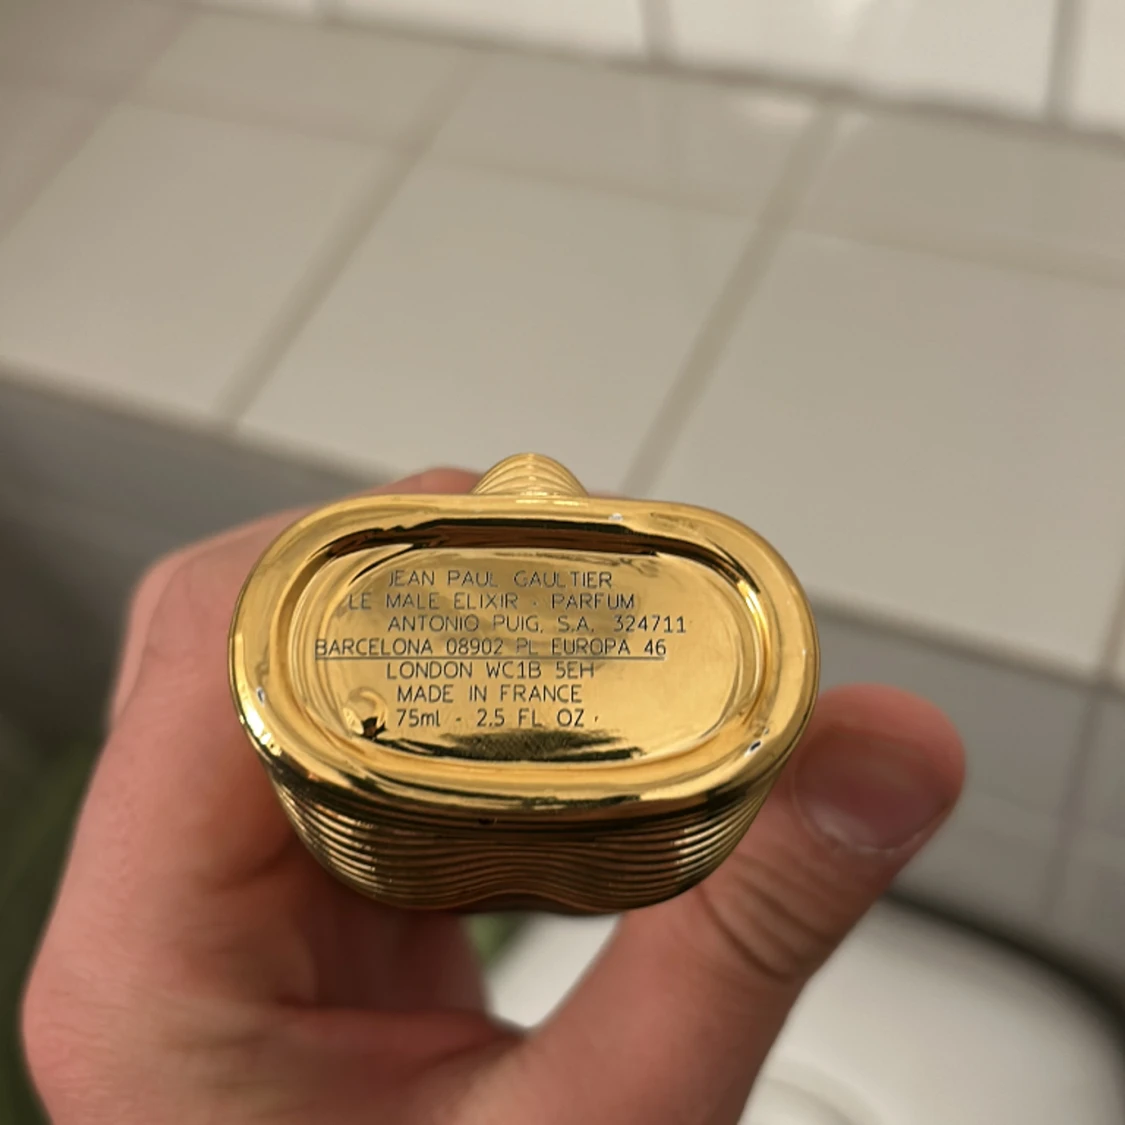 JEAN PAUL GAULTIER
LE MALE ELIXIR - PARFUM
ANTONIO PUIG, S.A, 324711
BARCELONA 08902 PL EUROPA 46
LONDON WC1B 5EH
MADE IN FRANCE
75ml - 2.5 FL OZ